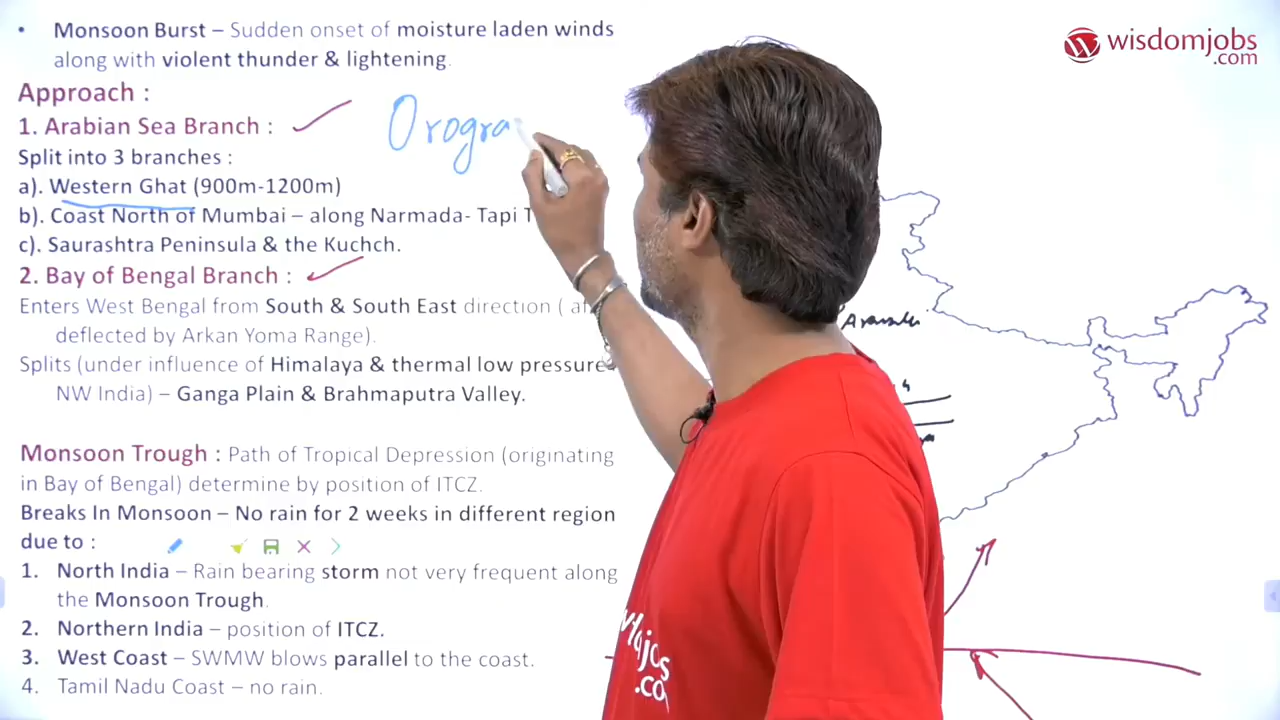 • Monsoon Burst – Sudden onset of moisture laden winds
along with violent thunder & lightening.
Approach :
1. Arabian Sea Branch :
Orogra
Split into 3 branches :
a). Western Ghat (900m-1200m)
b). Coast North of Mumbai – along Narmada- Tapi T
c). Saurashtra Peninsula & the Kuchch.
2. Bay of Bengal Branch :
Enters West Bengal from South & South East direction (
deflected by Arkan Yoma Range).
Splits (under influence of Himalaya & thermal low pressure
NW India) – Ganga Plain & Brahmaputra Valley.
Monsoon Trough : Path of Tropical Depression (originating
in Bay of Bengal) determine by position of ITCZ.
Breaks In Monsoon – No rain for 2 weeks in different region
due to :
1. North India – Rain bearing storm not very frequent along
the Monsoon Trough.
2. Northern India – position of ITCZ.
3. West Coast – SWMW blows parallel to the coast.
4. Tamil Nadu Coast – no rain.
wisdomjobs
.com